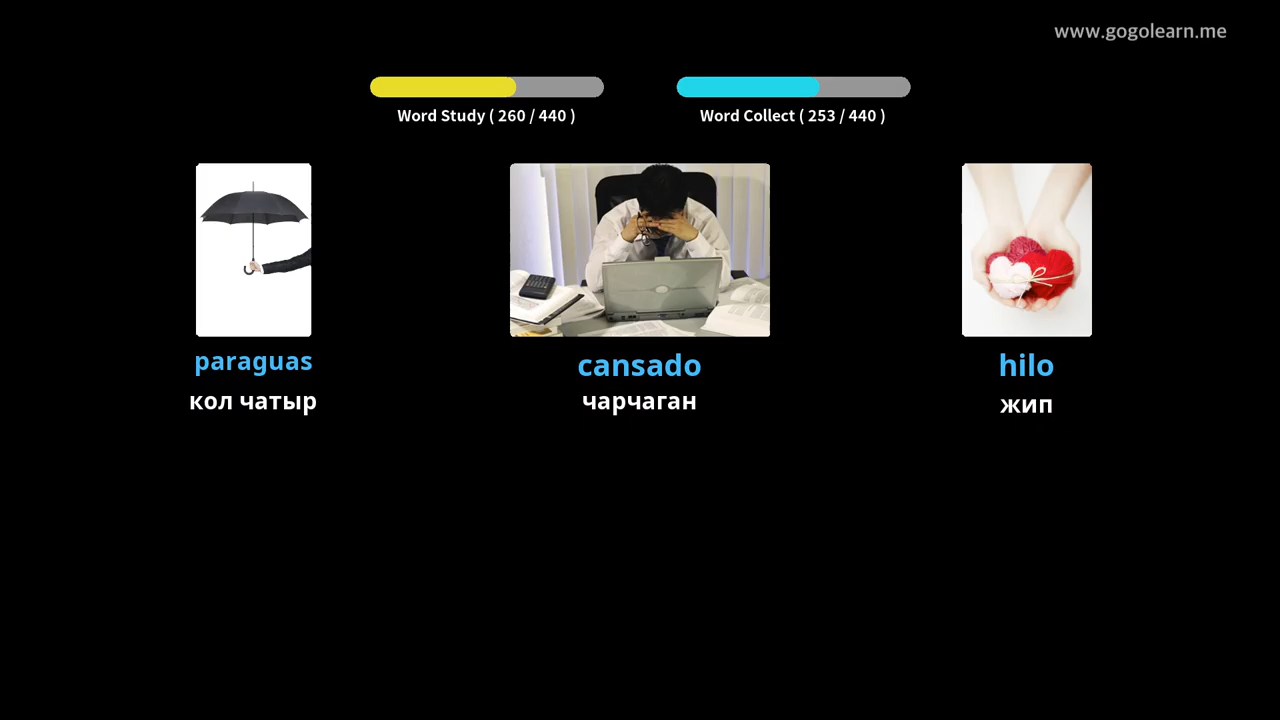 www.gogolearn.me
Word Study ( 260 / 440 )
Word Collect ( 253 / 440 )
paraguas
кол чатыр
cansado
чарчаган
hilo
жип